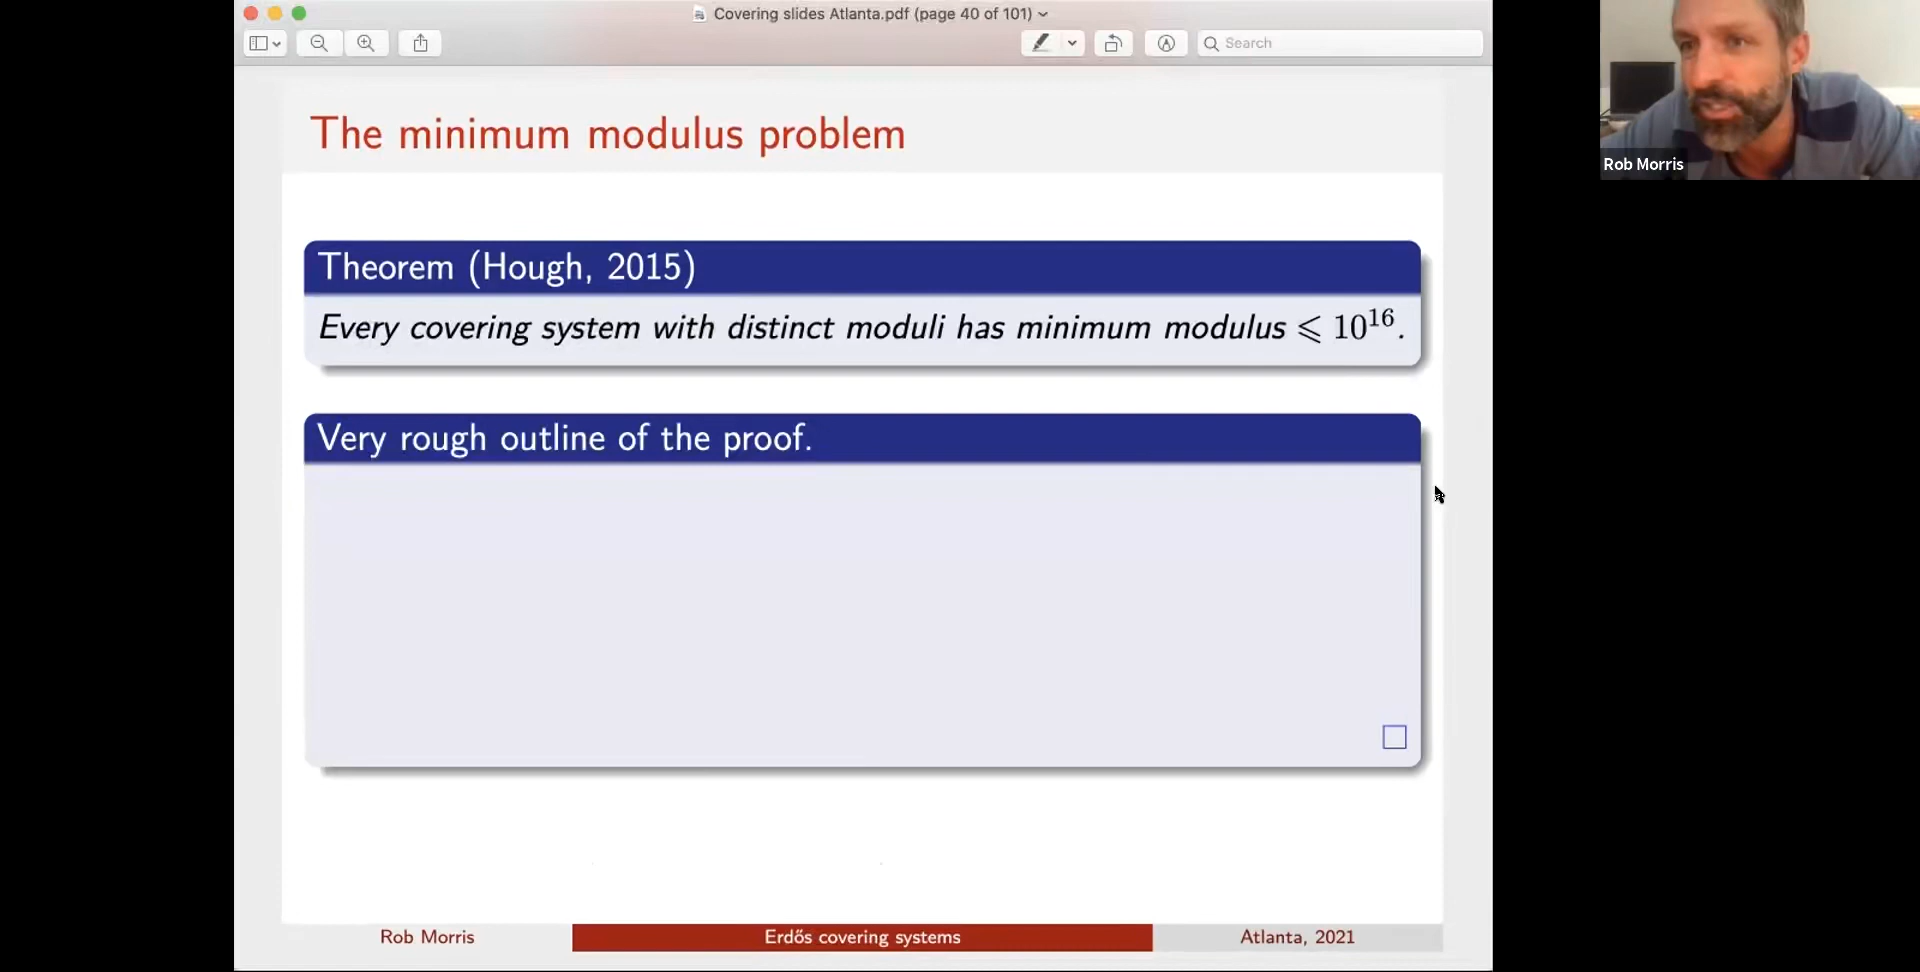 Covering slides Atlanta.pdf (page 40 of 101)
Search
The minimum modulus problem
Theorem (Hough, 2015)
Every covering system with distinct moduli has minimum modulus ⩽ 10¹⁶.
Very rough outline of the proof.
Rob Morris
Erdős covering systems
Atlanta, 2021
Rob Morris